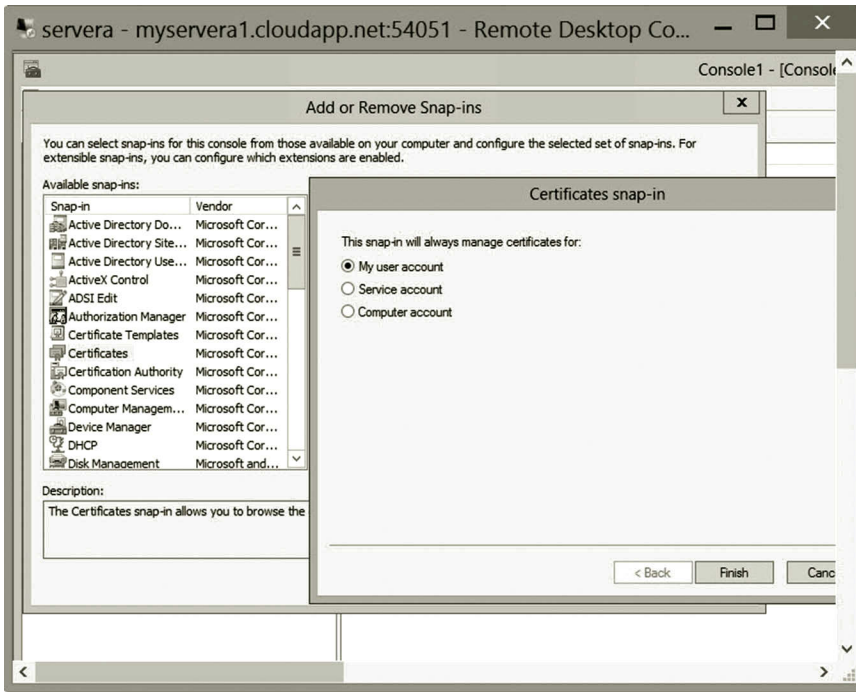 servera - myservera1.cloudapp.net:54051 - Remote Desktop Co...
Console1 - [Console
Add or Remove Snap-ins
You can select snap-ins for this console from those available on your computer and configure the selected set of snap-ins. For
extensible snap-ins, you can configure which extensions are enabled.
Available snap-ins:
Snap-in Vendor
Active Directory Do... Microsoft Cor...
Active Directory Site... Microsoft Cor...
Active Directory Use... Microsoft Cor...
ActiveX Control Microsoft Cor...
ADSI Edit Microsoft Cor...
Authorization Manager Microsoft Cor...
Certificate Templates Microsoft Cor...
Certificates Microsoft Cor...
Certification Authority Microsoft Cor...
Component Services Microsoft Cor...
Computer Managem... Microsoft Cor...
Device Manager Microsoft Cor...
DHCP Microsoft Cor...
Disk Management Microsoft and...
Description:
The Certificates snap-in allows you to browse the
Certificates snap-in
This snap-in will always manage certificates for:
My user account
Service account
Computer account
< Back Finish Canc